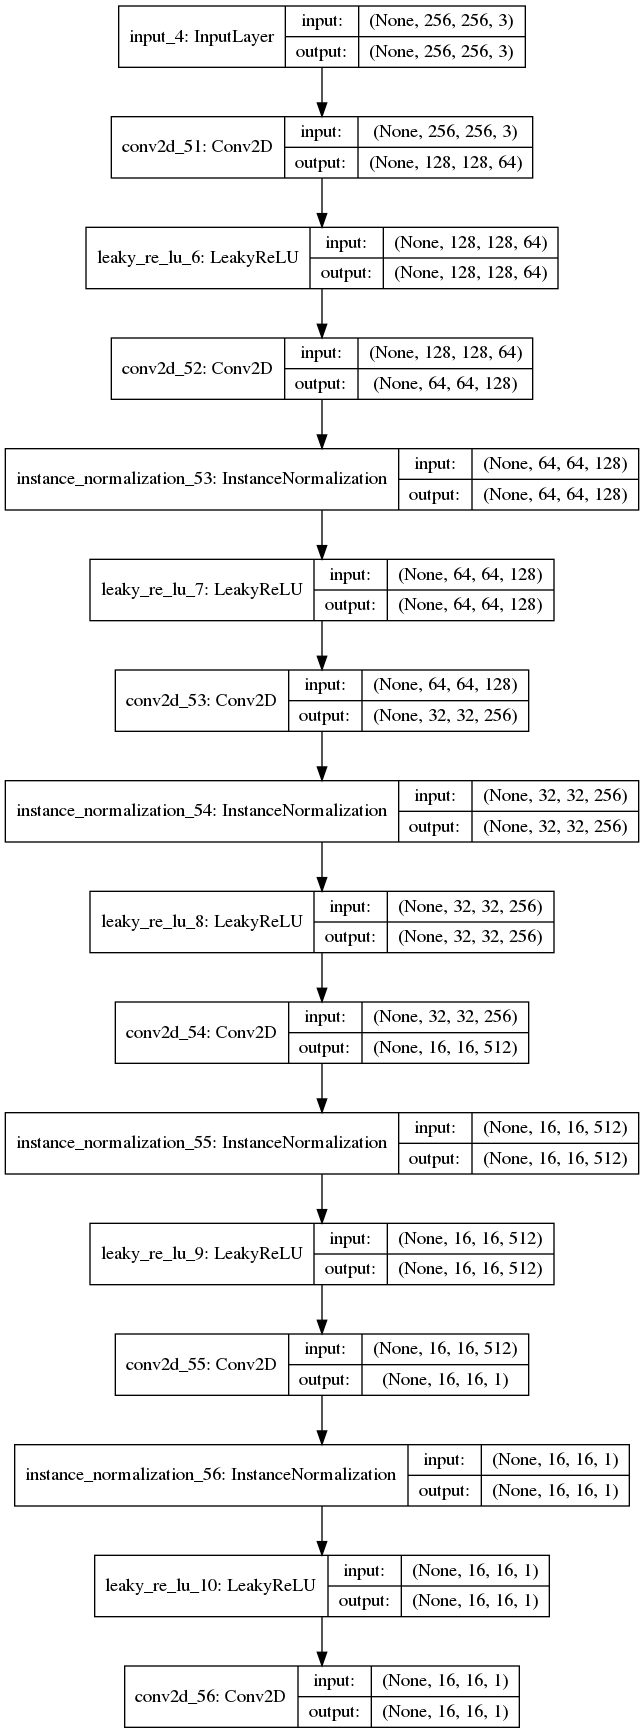 input_4: InputLayer
input: (None, 256, 256, 3)
output: (None, 256, 256, 3)
conv2d_51: Conv2D
input: (None, 256, 256, 3)
output: (None, 128, 128, 64)
leaky_re_lu_6: LeakyReLU
input: (None, 128, 128, 64)
output: (None, 128, 128, 64)
conv2d_52: Conv2D
input: (None, 128, 128, 64)
output: (None, 64, 64, 128)
instance_normalization_53: InstanceNormalization
input: (None, 64, 64, 128)
output: (None, 64, 64, 128)
leaky_re_lu_7: LeakyReLU
input: (None, 64, 64, 128)
output: (None, 64, 64, 128)
conv2d_53: Conv2D
input: (None, 64, 64, 128)
output: (None, 32, 32, 256)
instance_normalization_54: InstanceNormalization
input: (None, 32, 32, 256)
output: (None, 32, 32, 256)
leaky_re_lu_8: LeakyReLU
input: (None, 32, 32, 256)
output: (None, 32, 32, 256)
conv2d_54: Conv2D
input: (None, 32, 32, 256)
output: (None, 16, 16, 512)
instance_normalization_55: InstanceNormalization
input: (None, 16, 16, 512)
output: (None, 16, 16, 512)
leaky_re_lu_9: LeakyReLU
input: (None, 16, 16, 512)
output: (None, 16, 16, 512)
conv2d_55: Conv2D
input: (None, 16, 16, 512)
output: (None, 16, 16, 1)
instance_normalization_56: InstanceNormalization
input: (None, 16, 16, 1)
output: (None, 16, 16, 1)
leaky_re_lu_10: LeakyReLU
input: (None, 16, 16, 1)
output: (None, 16, 16, 1)
conv2d_56: Conv2D
input: (None, 16, 16, 1)
output: (None, 16, 16, 1)